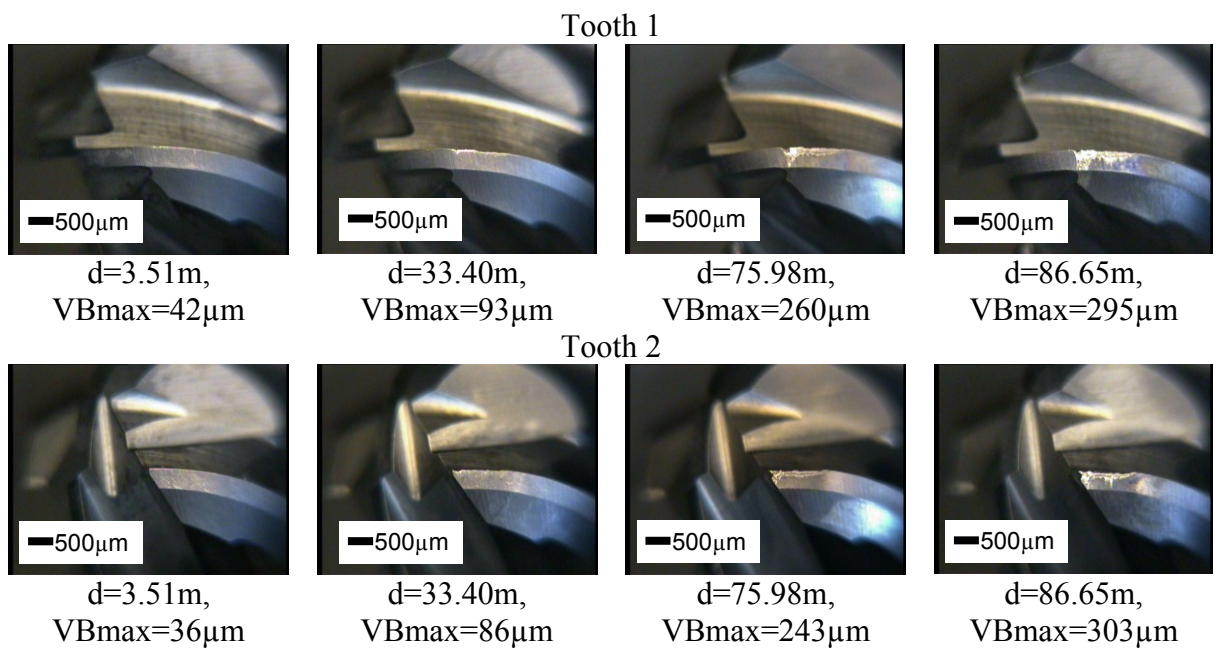 Tooth 1
500µm 500µm 500µm 500µm
d=3.51m, d=33.40m, d=75.98m, d=86.65m,
VBmax=42µm VBmax=93µm VBmax=260µm VBmax=295µm
Tooth 2
500µm 500µm 500µm 500µm
d=3.51m, d=33.40m, d=75.98m, d=86.65m,
VBmax=36µm VBmax=86µm VBmax=243µm VBmax=303µm